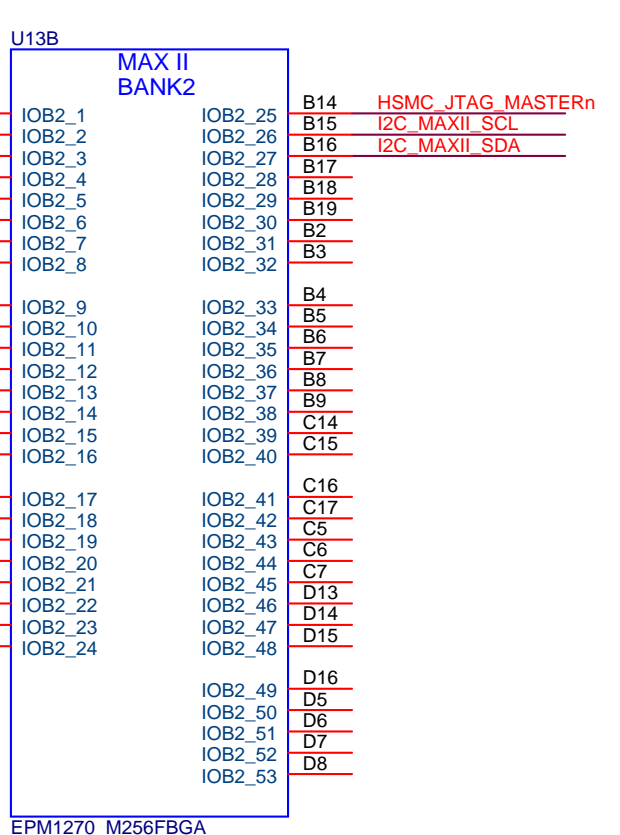 U13B
MAX II
BANK2
IOB2_1 IOB2_25 B14 HSMC_JTAG_MASTERn
IOB2_2 IOB2_26 B15 I2C_MAXII_SCL
IOB2_3 IOB2_27 B16 I2C_MAXII_SDA
IOB2_4 IOB2_28 B17
IOB2_5 IOB2_29 B18
IOB2_6 IOB2_30 B19
IOB2_7 IOB2_31 B2
IOB2_8 IOB2_32 B3
IOB2_9 IOB2_33 B4
IOB2_10 IOB2_34 B5
IOB2_11 IOB2_35 B6
IOB2_12 IOB2_36 B7
IOB2_13 IOB2_37 B8
IOB2_14 IOB2_38 B9
IOB2_15 IOB2_39 C14
IOB2_16 IOB2_40 C15
IOB2_17 IOB2_41 C16
IOB2_18 IOB2_42 C17
IOB2_19 IOB2_43 C5
IOB2_20 IOB2_44 C6
IOB2_21 IOB2_45 C7
IOB2_22 IOB2_46 D13
IOB2_23 IOB2_47 D14
IOB2_24 IOB2_48 D15
IOB2_49 D16
IOB2_50 D5
IOB2_51 D6
IOB2_52 D7
IOB2_53 D8
EPM1270_M256FBGA